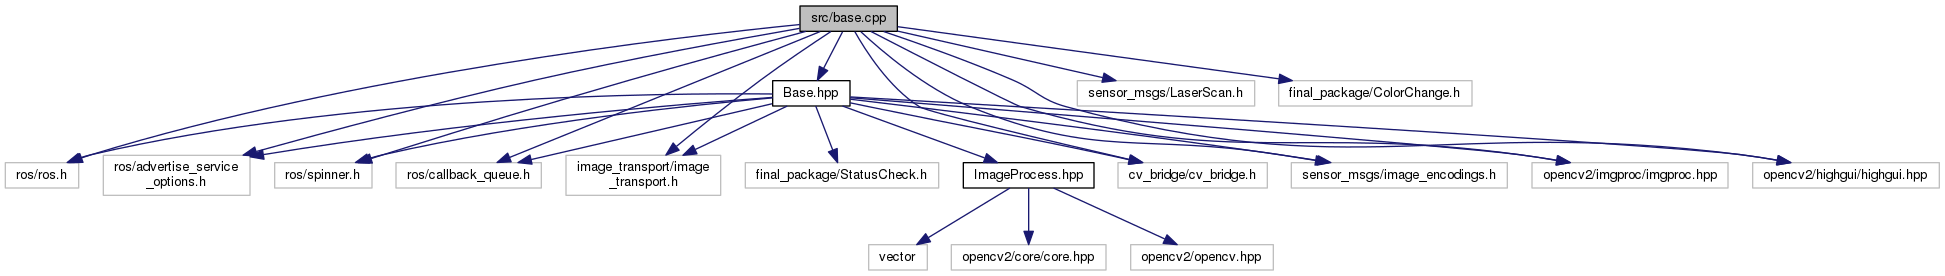 src/base.cpp
Base.hpp
sensor_msgs/LaserScan.h
final_package/ColorChange.h
ros/ros.h
ros/advertise_service
_options.h
ros/spinner.h
ros/callback_queue.h
image_transport/image
_transport.h
final_package/StatusCheck.h
ImageProcess.hpp
cv_bridge/cv_bridge.h
sensor_msgs/image_encodings.h
opencv2/imgproc/imgproc.hpp
opencv2/highgui/highgui.hpp
vector
opencv2/core/core.hpp
opencv2/opencv.hpp